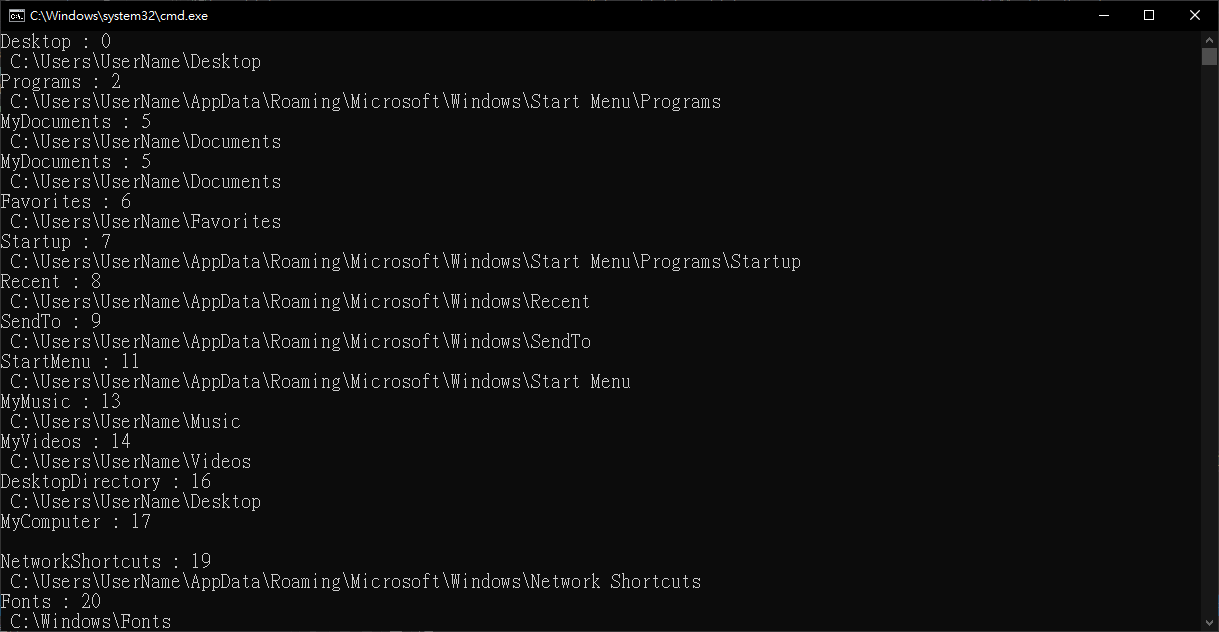 C:\Windows\system32\cmd.exe
Desktop : 0
 C:\Users\UserName\Desktop
Programs : 2
 C:\Users\UserName\AppData\Roaming\Microsoft\Windows\Start Menu\Programs
MyDocuments : 5
 C:\Users\UserName\Documents
MyDocuments : 5
 C:\Users\UserName\Documents
Favorites : 6
 C:\Users\UserName\Favorites
Startup : 7
 C:\Users\UserName\AppData\Roaming\Microsoft\Windows\Start Menu\Programs\Startup
Recent : 8
 C:\Users\UserName\AppData\Roaming\Microsoft\Windows\Recent
SendTo : 9
 C:\Users\UserName\AppData\Roaming\Microsoft\Windows\SendTo
StartMenu : 11
 C:\Users\UserName\AppData\Roaming\Microsoft\Windows\Start Menu
MyMusic : 13
 C:\Users\UserName\Music
MyVideos : 14
 C:\Users\UserName\Videos
DesktopDirectory : 16
 C:\Users\UserName\Desktop
MyComputer : 17

NetworkShortcuts : 19
 C:\Users\UserName\AppData\Roaming\Microsoft\Windows\Network Shortcuts
Fonts : 20
 C:\Windows\Fonts